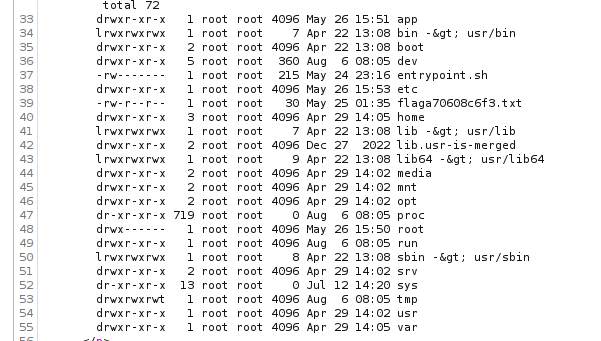 total 72
33 drwxr-xr-x   1 root root 4096 May 26 15:51 app
34 lrwxrwxrwx   1 root root    7 Apr 22 13:08 bin -&gt; usr/bin
35 drwxr-xr-x   2 root root 4096 Apr 22 13:08 boot
36 drwxr-xr-x   5 root root  360 Aug  6 08:05 dev
37 -rw-------   1 root root  215 May 24 23:16 entrypoint.sh
38 drwxr-xr-x   1 root root 4096 May 26 15:53 etc
39 -rw-r--r--   1 root root   30 May 25 01:35 flaga70608c6f3.txt
40 drwxr-xr-x   3 root root 4096 Apr 29 14:05 home
41 lrwxrwxrwx   1 root root    7 Apr 22 13:08 lib -&gt; usr/lib
42 drwxr-xr-x   2 root root 4096 Dec 27  2022 lib.usr-is-merged
43 lrwxrwxrwx   1 root root    9 Apr 22 13:08 lib64 -&gt; usr/lib64
44 drwxr-xr-x   2 root root 4096 Apr 29 14:02 media
45 drwxr-xr-x   2 root root 4096 Apr 29 14:02 mnt
46 drwxr-xr-x   2 root root 4096 Apr 29 14:02 opt
47 dr-xr-xr-x 719 root root    0 Aug  6 08:05 proc
48 drwx------   1 root root 4096 May 26 15:50 root
49 drwxr-xr-x   1 root root 4096 Aug  6 08:05 run
50 lrwxrwxrwx   1 root root    8 Apr 22 13:08 sbin -&gt; usr/sbin
51 drwxr-xr-x   2 root root 4096 Apr 29 14:02 srv
52 dr-xr-xr-x  13 root root    0 Jul 12 14:20 sys
53 drwxrwxrwt   1 root root 4096 Aug  6 08:05 tmp
54 drwxr-xr-x   1 root root 4096 Apr 29 14:02 usr
55 drwxr-xr-x   1 root root 4096 Apr 29 14:05 var